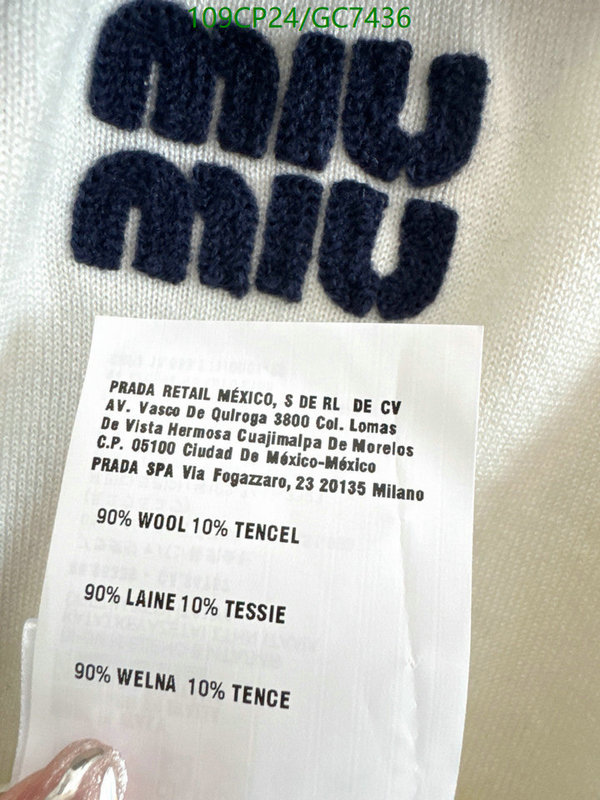 109CP24/GC7436
MIU
MIU
PRADA RETAIL MÉXICO, S DE RL DE CV
AV. Vasco De Quiroga 3800 Col. Lomas
De Vista Hermosa Cuajimalpa De Morelos
C.P. 05100 Ciudad De México-México
PRADA SPA Via Fogazzaro, 23 20135 Milano
90% WOOL 10% TENCEL
90% LAINE 10% TESSIE
90% WELNA 10% TENCE